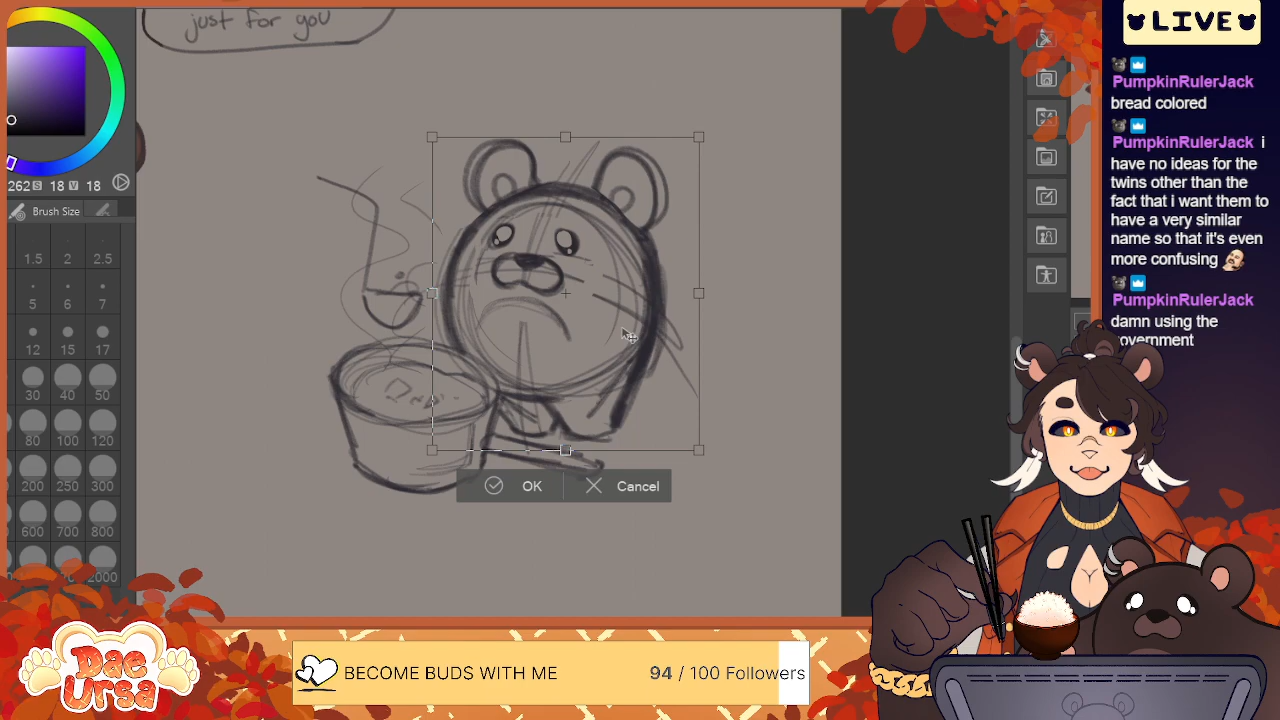 just for you
LIVE
PumpkinRulerJack
bread colored
PumpkinRulerJack i
have no ideas for the
twins other than the
fact that i want them to
have a very similar
name so that it's even
more confusing
PumpkinRulerJack
damn using the
government
262 S 18 V 18
Brush Size
1.5 2 2.5
5 6 7
12 15 17
30 40 50
80 100 120
200 250 300
600 700 800
2000
OK Cancel
Dae
Ursa
BECOME BUDS WITH ME 94 / 100 Followers